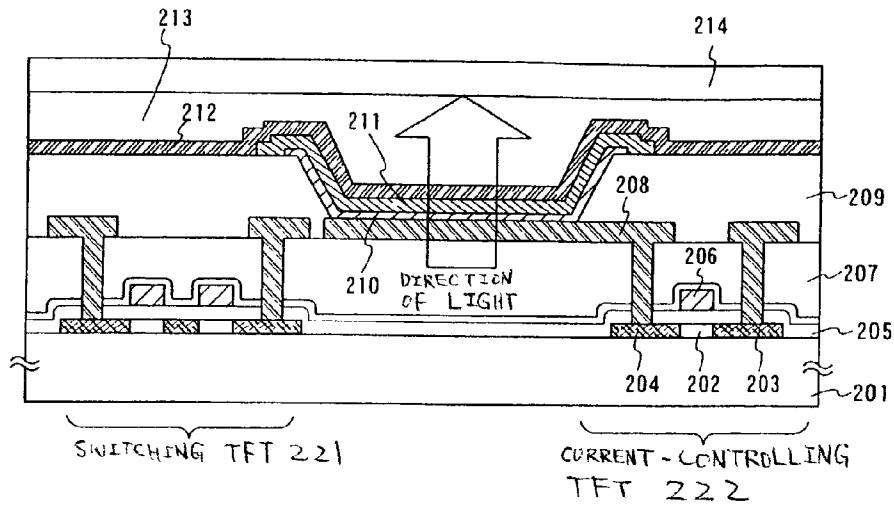 213
214
212
211
208
209
206
207
210
DIRECTION
OF LIGHT
205
204
202
203
201
SWITCHING TFT 221
CURRENT-CONTROLLING
TFT 222